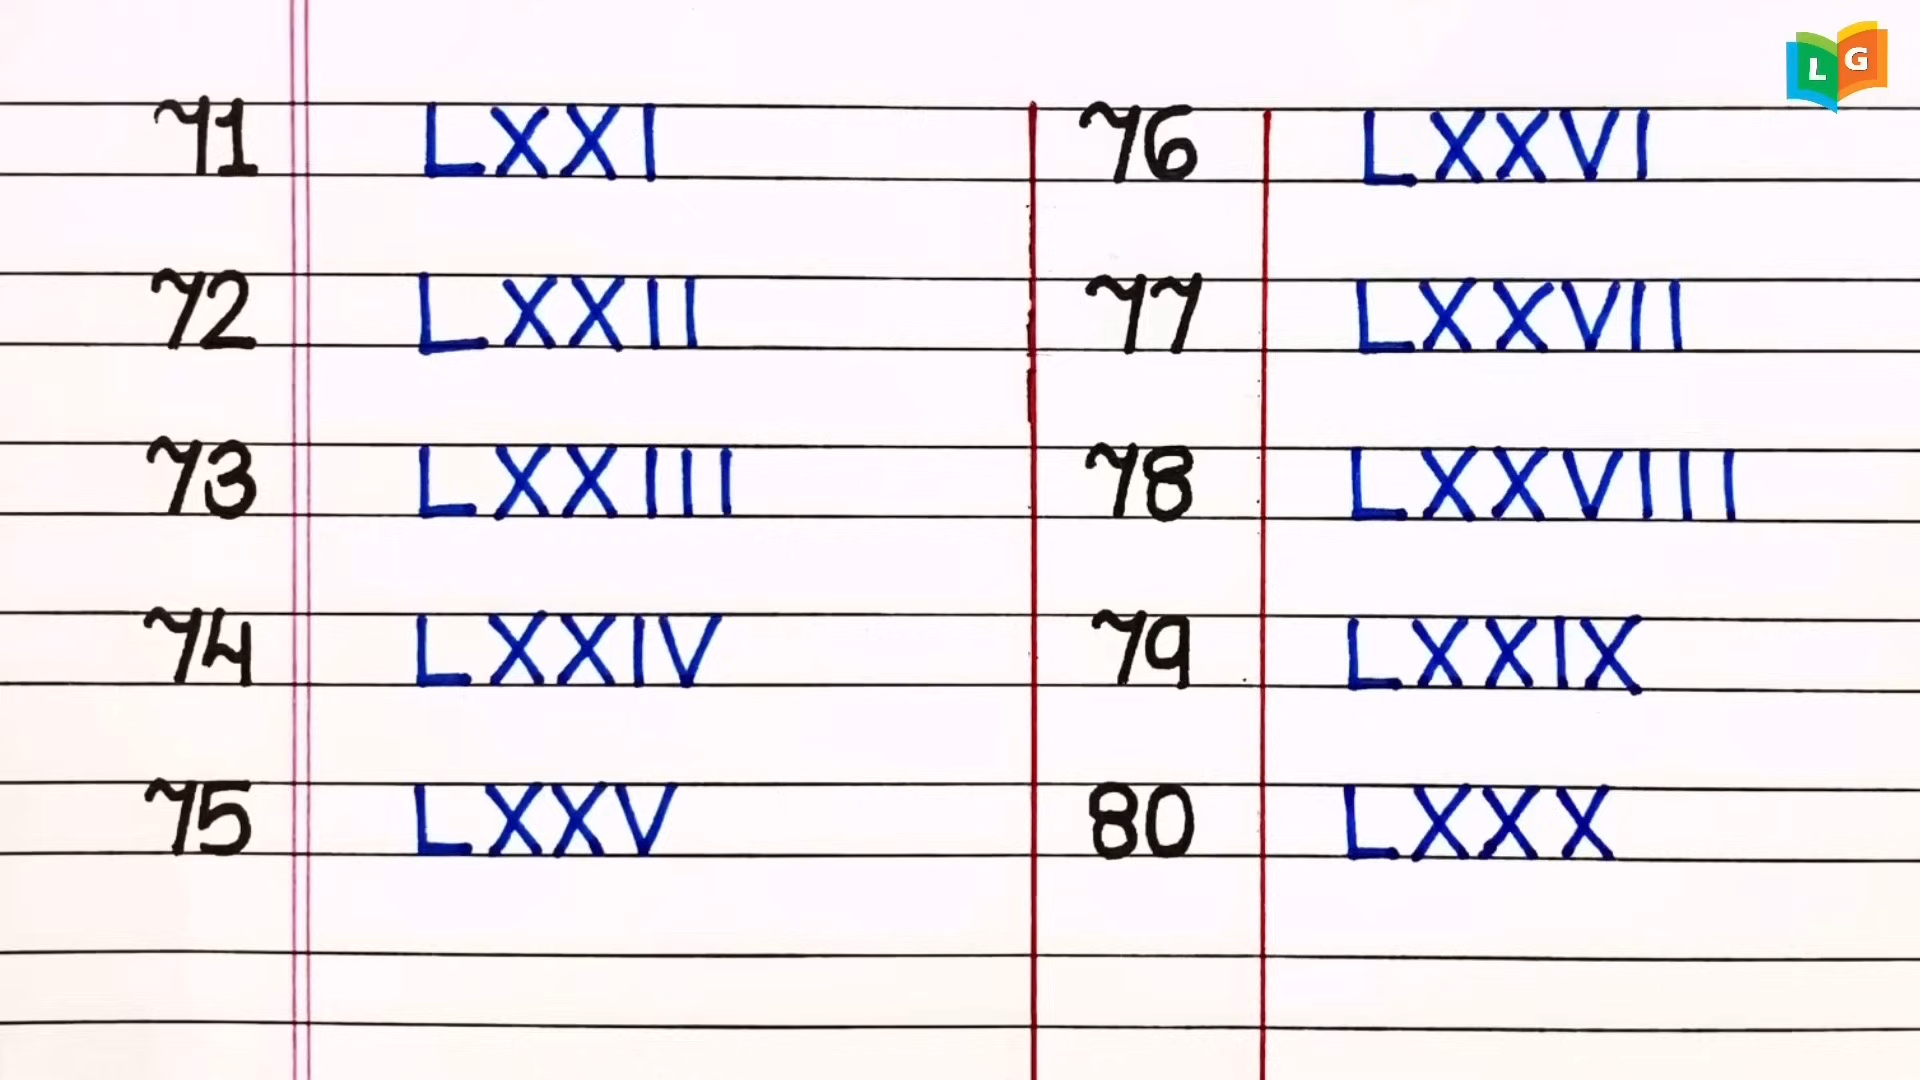 L G
71 LXXI 76 LXXVI
72 LXXII 77 LXXVII
73 LXXIII 78 LXXVIII
74 LXXIV 79 LXXIX
75 LXXV 80 LXXX